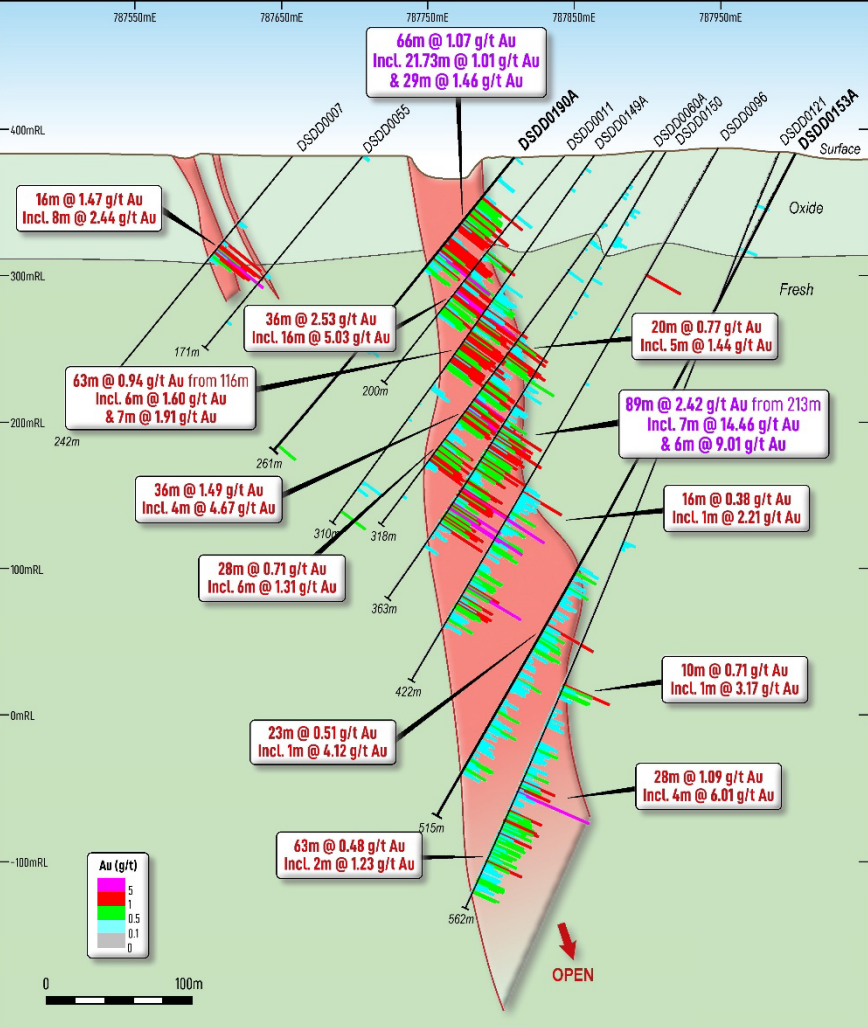 787550mE
787650mE
787750mE
787850mE
787950mE
66m @ 1.07 g/t Au
Incl. 21.73m @ 1.01 g/t Au
& 29m @ 1.46 g/t Au
DSDD0007
DSDD0055
DSDD0190A
DSDD0011
DSDD0149A
DSDD0060A
DSDD0150
DSDD0096
DSDD0121
DSDD0153A
400mRL
Surface
16m @ 1.47 g/t Au
Incl. 8m @ 2.44 g/t Au
Oxide
300mRL
Fresh
36m @ 2.53 g/t Au
Incl. 16m @ 5.03 g/t Au
20m @ 0.77 g/t Au
Incl. 5m @ 1.44 g/t Au
171m
63m @ 0.94 g/t Au from 116m
Incl. 6m @ 1.60 g/t Au
& 7m @ 1.91 g/t Au
200m
89m @ 2.42 g/t Au from 213m
Incl. 7m @ 14.46 g/t Au
& 6m @ 9.01 g/t Au
200mRL
242m
261m
36m @ 1.49 g/t Au
Incl. 4m @ 4.67 g/t Au
16m @ 0.38 g/t Au
Incl. 1m @ 2.21 g/t Au
310m
318m
28m @ 0.71 g/t Au
Incl. 6m @ 1.31 g/t Au
100mRL
363m
422m
10m @ 0.71 g/t Au
Incl. 1m @ 3.17 g/t Au
0mRL
23m @ 0.51 g/t Au
Incl. 1m @ 4.12 g/t Au
28m @ 1.09 g/t Au
Incl. 4m @ 6.01 g/t Au
515m
63m @ 0.48 g/t Au
Incl. 2m @ 1.23 g/t Au
-100mRL
Au (g/t)
5
1
0.5
0.1
0
562m
OPEN
0
100m